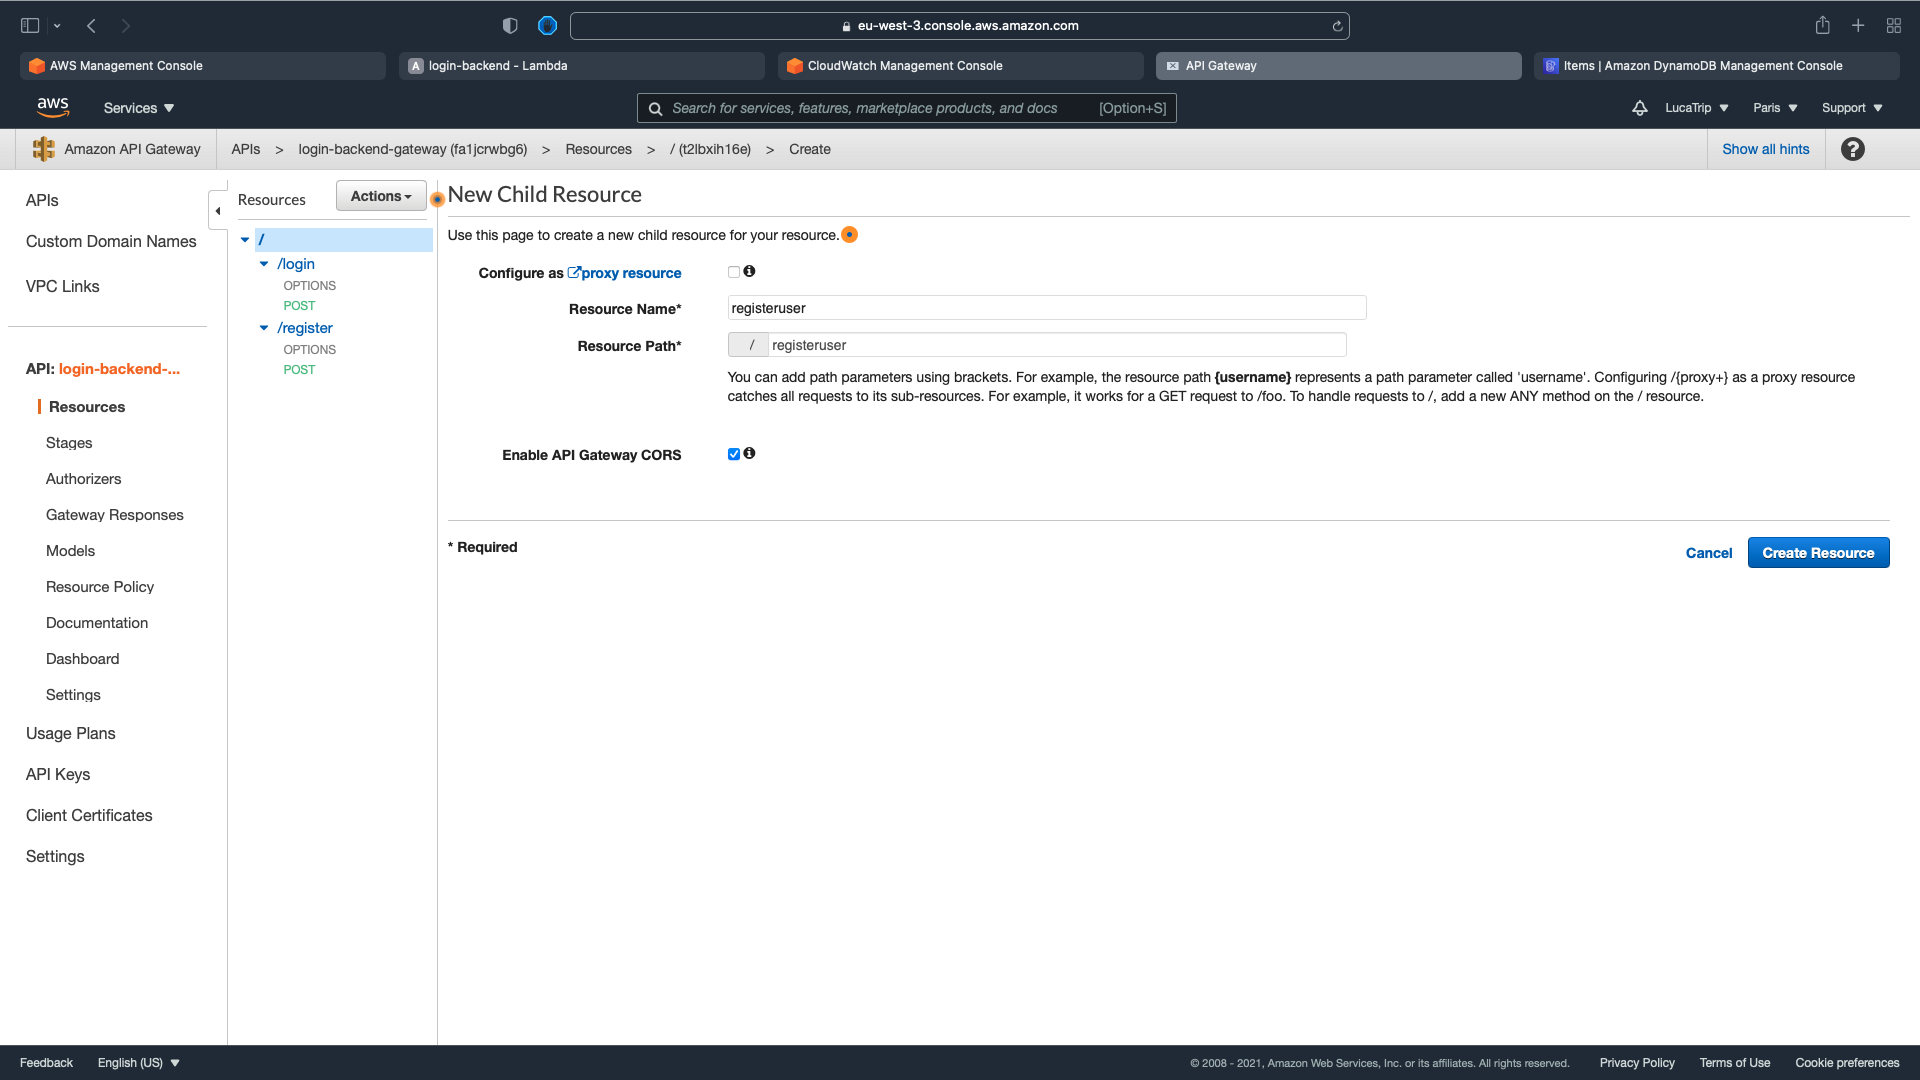 eu-west-3.console.aws.amazon.com
AWS Management Console
A login-backend - Lambda
CloudWatch Management Console
API Gateway
Items | Amazon DynamoDB Management Console
aws
Services
Search for services, features, marketplace products, and docs [Option+S]
LucaTrip
Paris
Support
Amazon API Gateway
APIs > login-backend-gateway (fa1jcrwbg6) > Resources > / (t2lbxih16e) > Create
Show all hints
?
APIs
Custom Domain Names
VPC Links
API: login-backend-...
Resources
Stages
Authorizers
Gateway Responses
Models
Resource Policy
Documentation
Dashboard
Settings
Usage Plans
API Keys
Client Certificates
Settings
Resources
Actions
/
/login
OPTIONS
POST
/register
OPTIONS
POST
New Child Resource
Use this page to create a new child resource for your resource.
Configure as proxy resource
Resource Name* registeruser
Resource Path* / registeruser
You can add path parameters using brackets. For example, the resource path {username} represents a path parameter called 'username'. Configuring /{proxy+} as a proxy resource
catches all requests to its sub-resources. For example, it works for a GET request to /foo. To handle requests to /, add a new ANY method on the / resource.
Enable API Gateway CORS
* Required
Cancel
Create Resource
Feedback
English (US)
© 2008 - 2021, Amazon Web Services, Inc. or its affiliates. All rights reserved.
Privacy Policy
Terms of Use
Cookie preferences